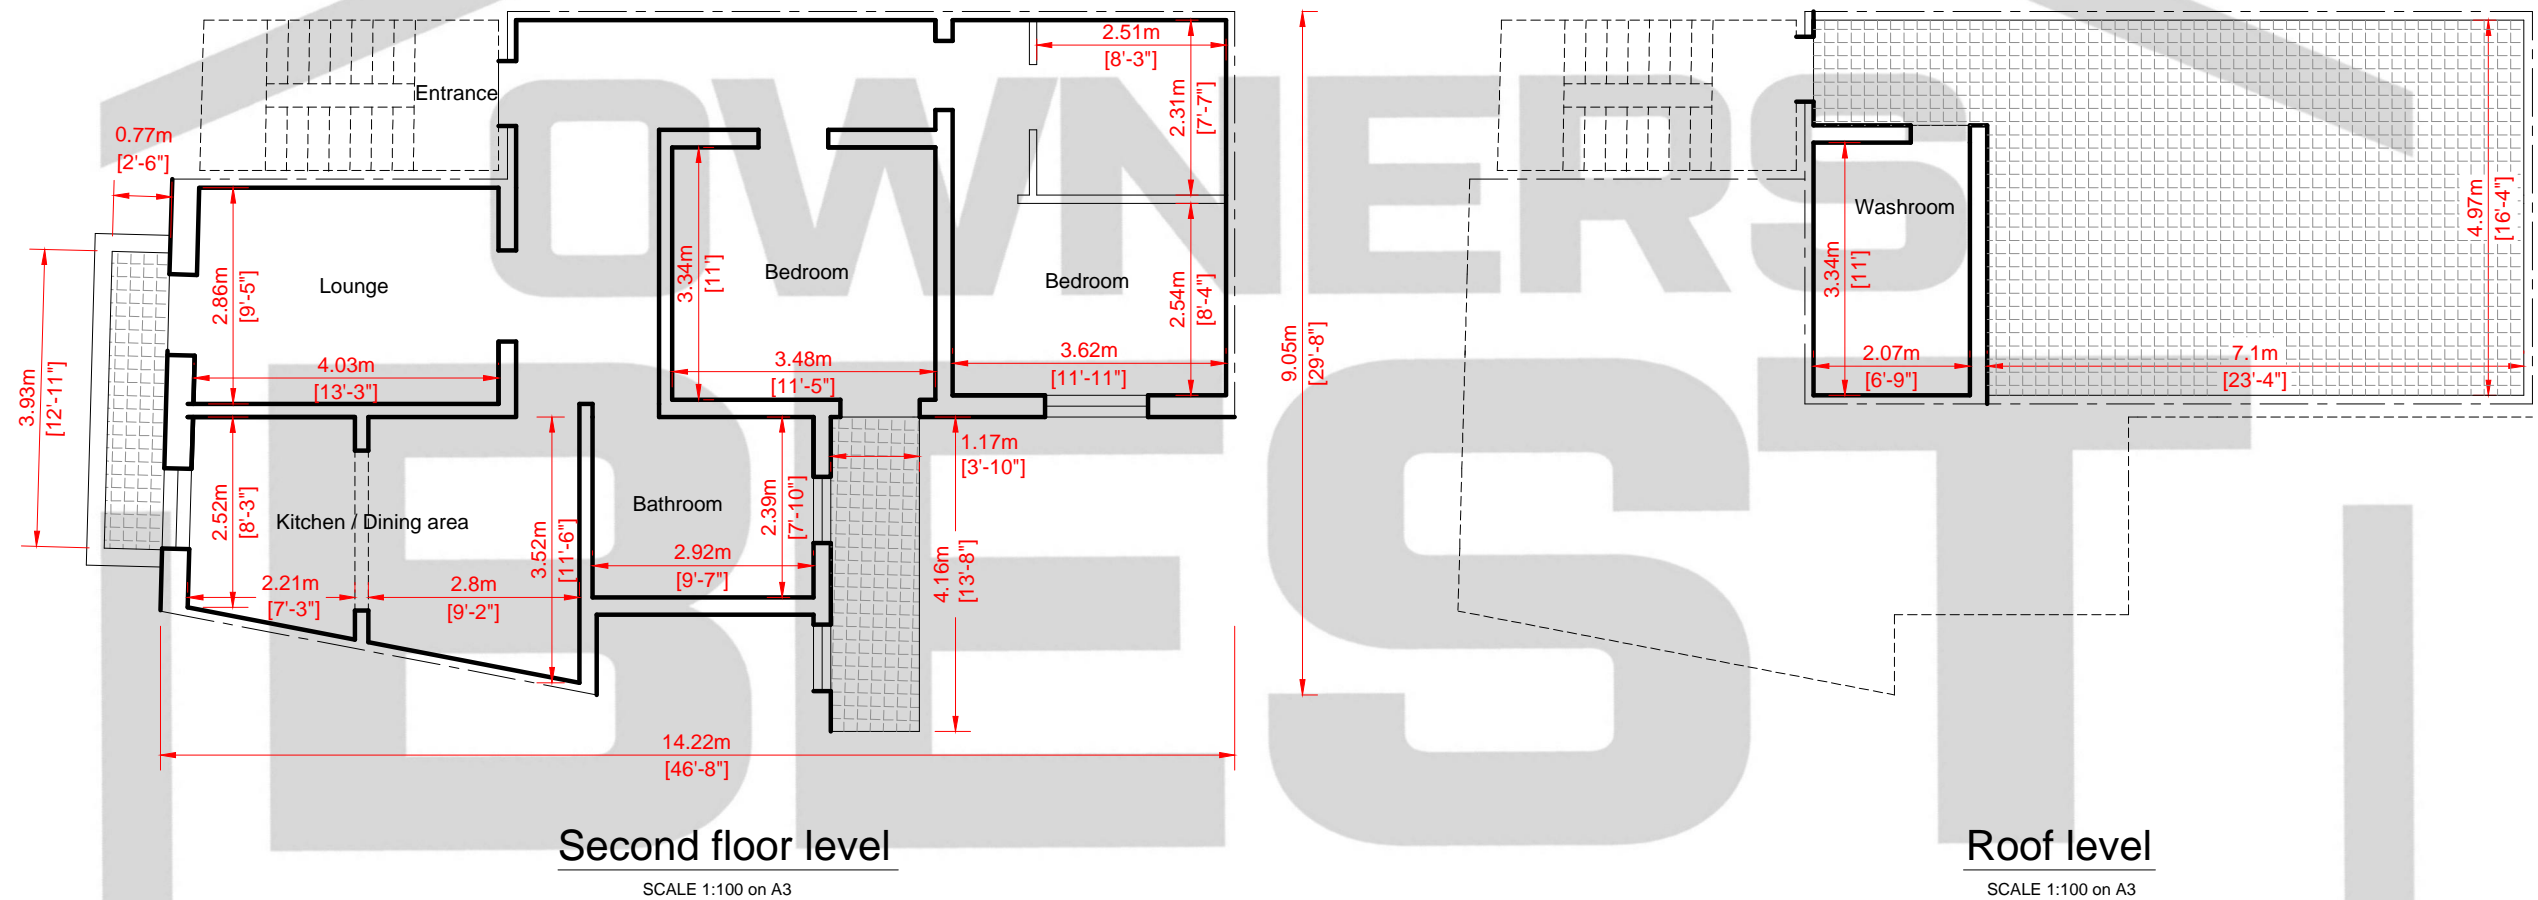 OWNERS
BEST
Entrance
0.77m
[2'-6"]
2.51m
[8'-3"]
2.31m
[7'-7"]
Lounge
2.86m
[9'-5"]
4.03m
[13'-3"]
3.93m
[12'-11"]
Bedroom
3.34m
[11']
3.48m
[11'-5"]
Bedroom
2.54m
[8'-4"]
3.62m
[11'-11"]
9.05m
[29'-8"]
Kitchen / Dining area
2.52m
[8'-3"]
2.21m
[7'-3"]
2.8m
[9'-2"]
3.52m
[11'-6"]
Bathroom
2.39m
[7'-10"]
2.92m
[9'-7"]
1.17m
[3'-10"]
4.16m
[13'-8"]
14.22m
[46'-8"]
Second floor level
SCALE 1:100 on A3
Washroom
3.34m
[11']
2.07m
[6'-9"]
7.1m
[23'-4"]
4.97m
[16'-4"]
Roof level
SCALE 1:100 on A3